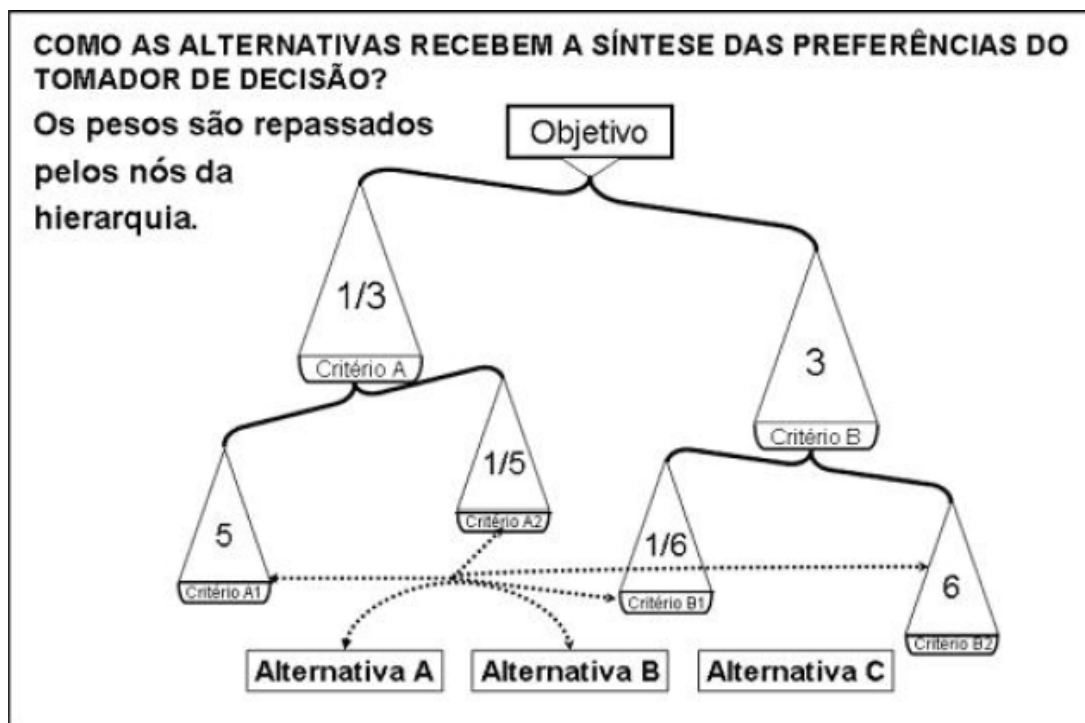 COMO AS ALTERNATIVAS RECEBEM A SÍNTESE DAS PREFERÊNCIAS DO
TOMADOR DE DECISÃO?
Os pesos são repassados
pelos nós da
hierarquia.
Objetivo
1/3
Critério A
3
Critério B
5
Critério A1
1/5
Critério A2
1/6
Critério B1
6
Critério B2
Alternativa A
Alternativa B
Alternativa C